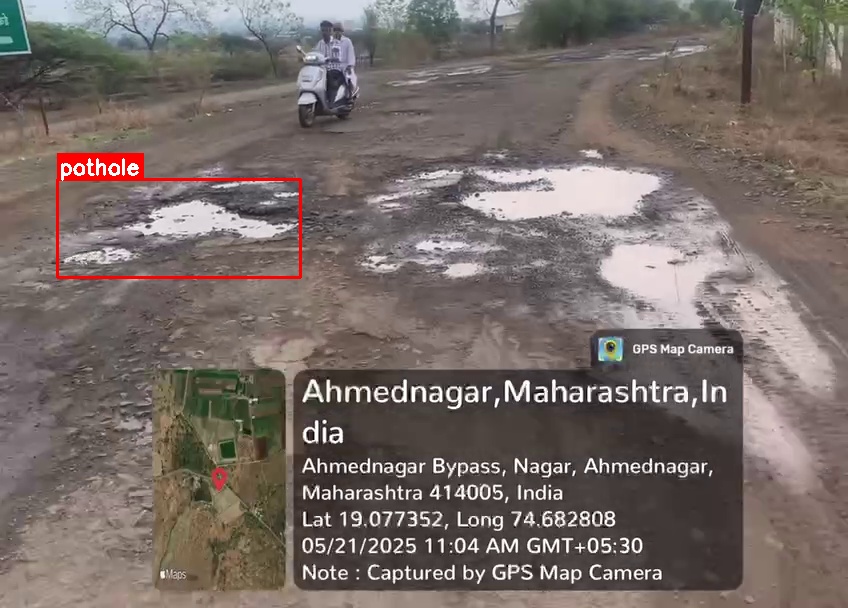 pothole
GPS Map Camera
Ahmednagar,Maharashtra,In
dia
Ahmednagar Bypass, Nagar, Ahmednagar,
Maharashtra 414005, India
Lat 19.077352, Long 74.682808
05/21/2025 11:04 AM GMT+05:30
Note : Captured by GPS Map Camera
Maps